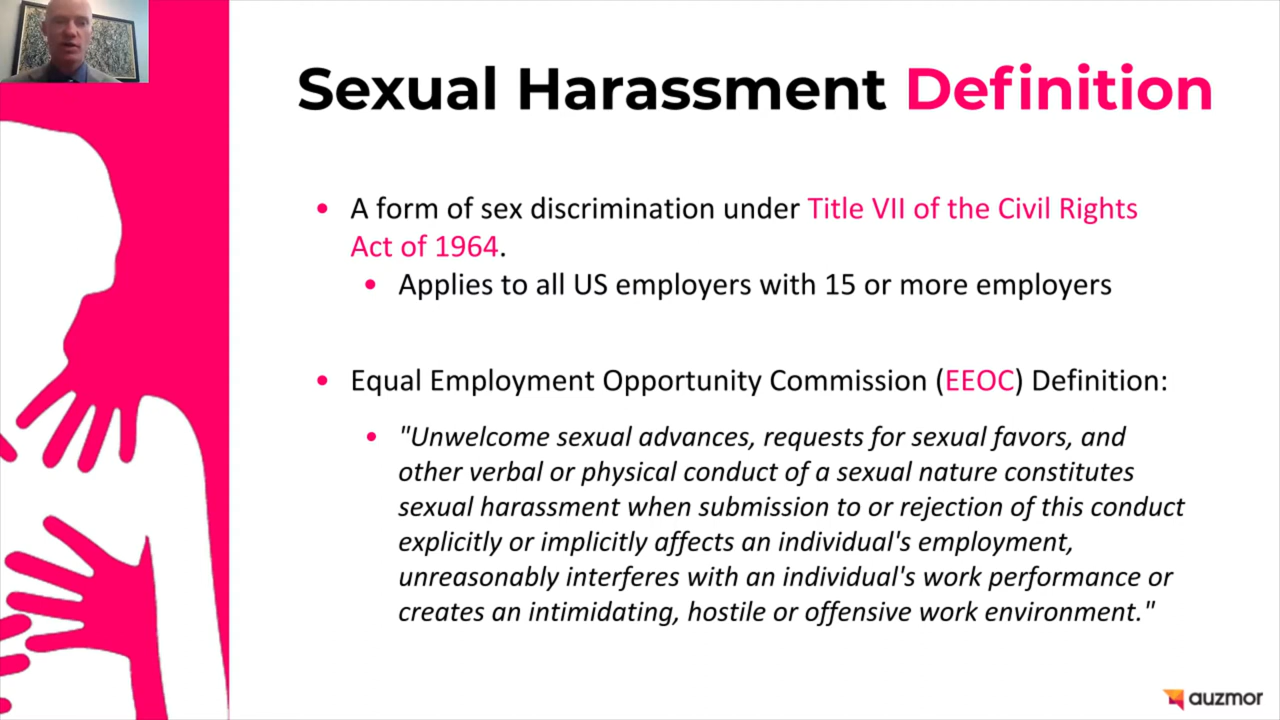 Sexual Harassment Definition
• A form of sex discrimination under Title VII of the Civil Rights
Act of 1964.
• Applies to all US employers with 15 or more employers
• Equal Employment Opportunity Commission (EEOC) Definition:
• "Unwelcome sexual advances, requests for sexual favors, and
other verbal or physical conduct of a sexual nature constitutes
sexual harassment when submission to or rejection of this conduct
explicitly or implicitly affects an individual's employment,
unreasonably interferes with an individual's work performance or
creates an intimidating, hostile or offensive work environment."
auzmor